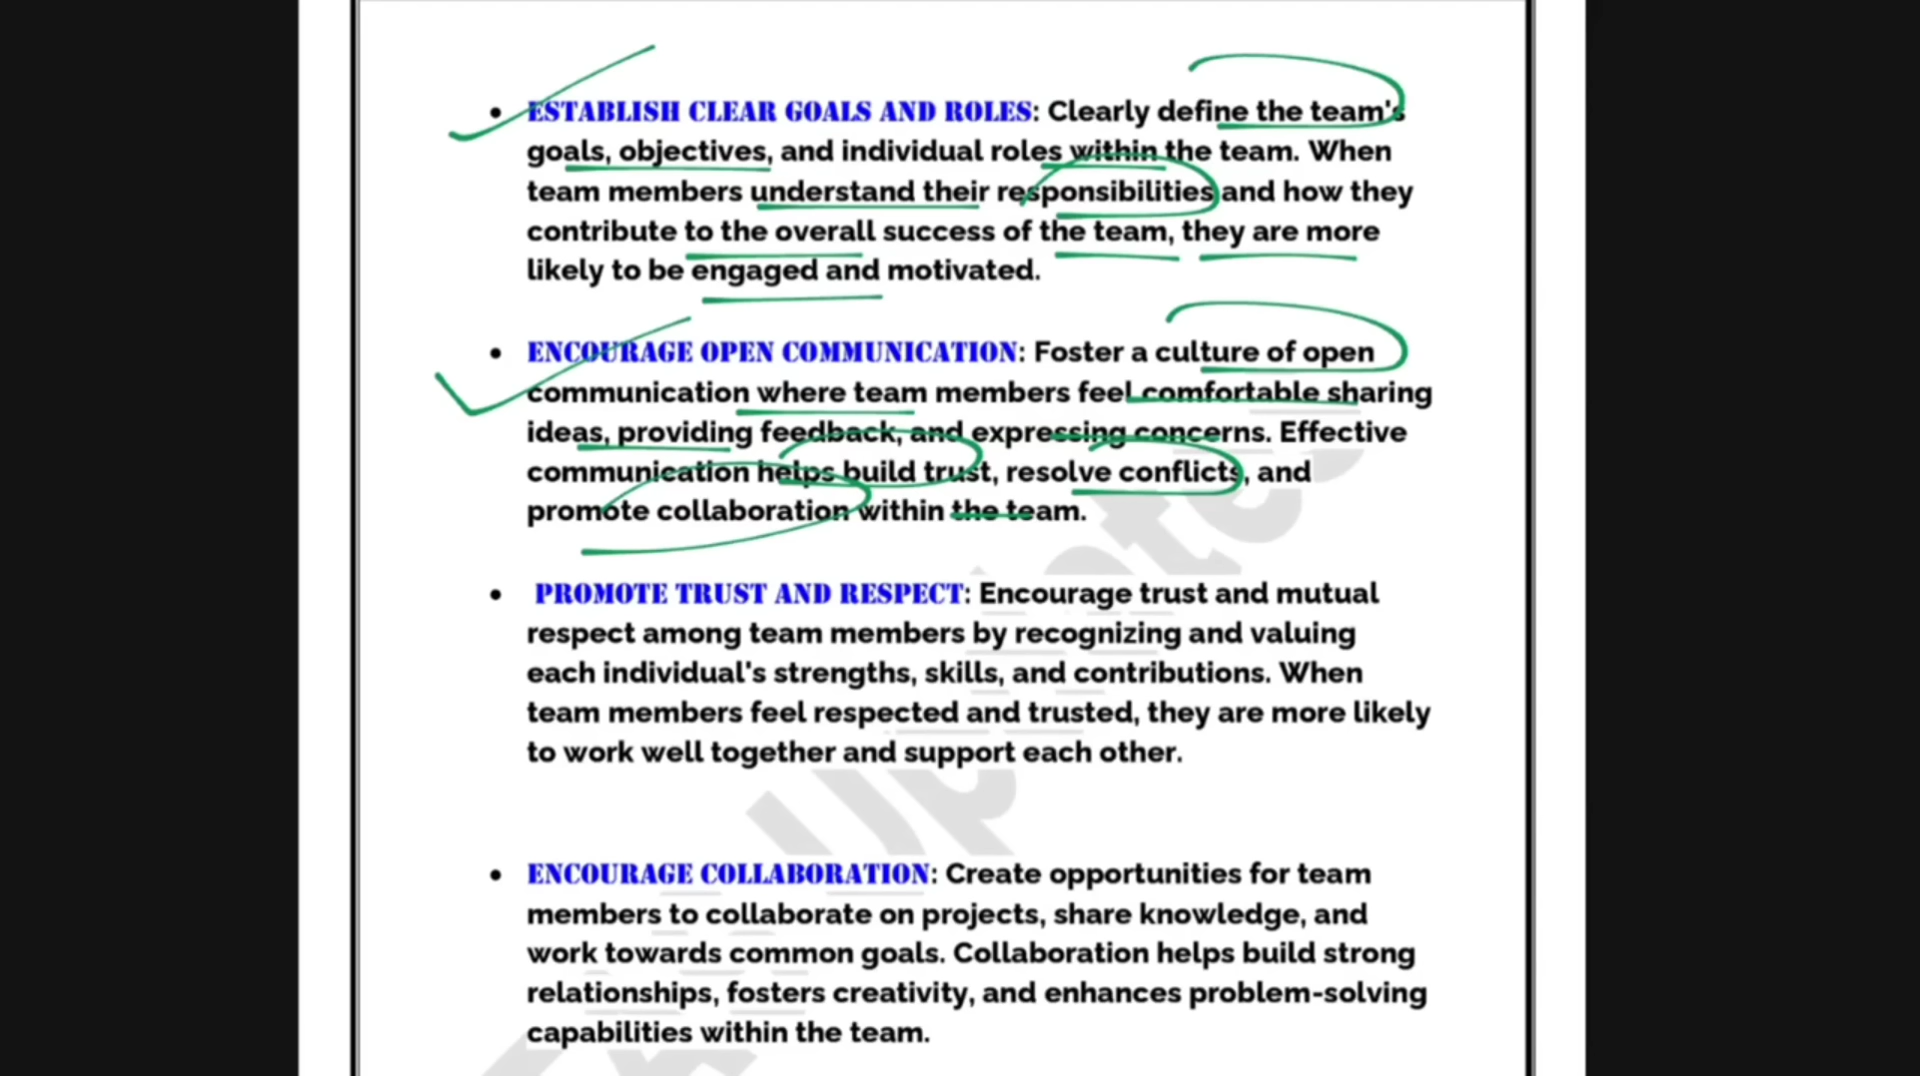 • ESTABLISH CLEAR GOALS AND ROLES: Clearly define the team's
goals, objectives, and individual roles within the team. When
team members understand their responsibilities and how they
contribute to the overall success of the team, they are more
likely to be engaged and motivated.
• ENCOURAGE OPEN COMMUNICATION: Foster a culture of open
communication where team members feel comfortable sharing
ideas, providing feedback, and expressing concerns. Effective
communication helps build trust, resolve conflicts, and
promote collaboration within the team.
• PROMOTE TRUST AND RESPECT: Encourage trust and mutual
respect among team members by recognizing and valuing
each individual's strengths, skills, and contributions. When
team members feel respected and trusted, they are more likely
to work well together and support each other.
• ENCOURAGE COLLABORATION: Create opportunities for team
members to collaborate on projects, share knowledge, and
work towards common goals. Collaboration helps build strong
relationships, fosters creativity, and enhances problem-solving
capabilities within the team.